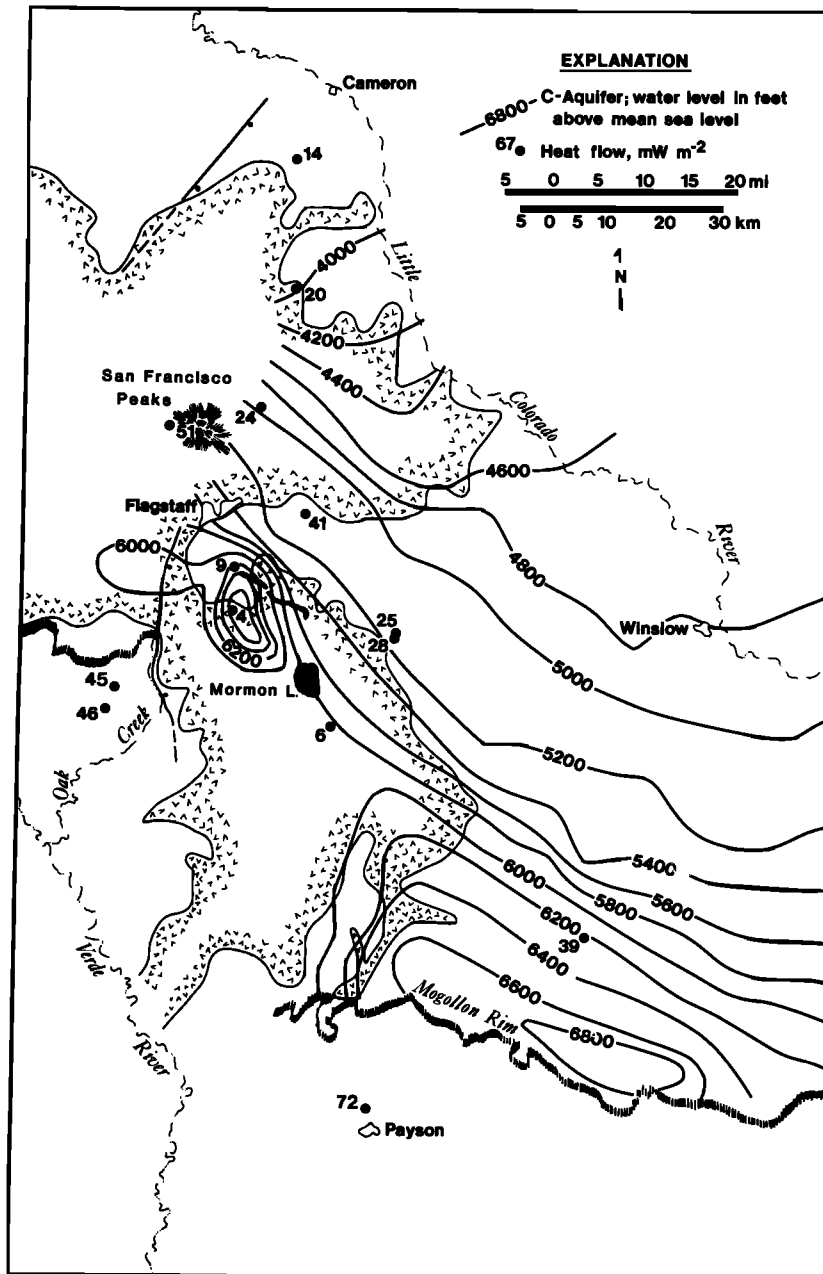 EXPLANATION
6800
C-Aquifer; water level in feet
above mean sea level
67
Heat flow, mW m-2
5 0 5 10 15 20 mi
5 0 5 10 20 30 km
N
Cameron
14
Little
4000
20
4200
4400
San Francisco
Peaks
24
51
Colorado
4600
Flagstaff
41
River
6000
4800
9
4
25
Winslow
28
6200
5000
45
Mormon L.
46
Creek
6
Oak
5200
5400
6000
5600
5800
6200
39
Verde
6400
Mogollon Rim
6600
6800
River
72
Payson